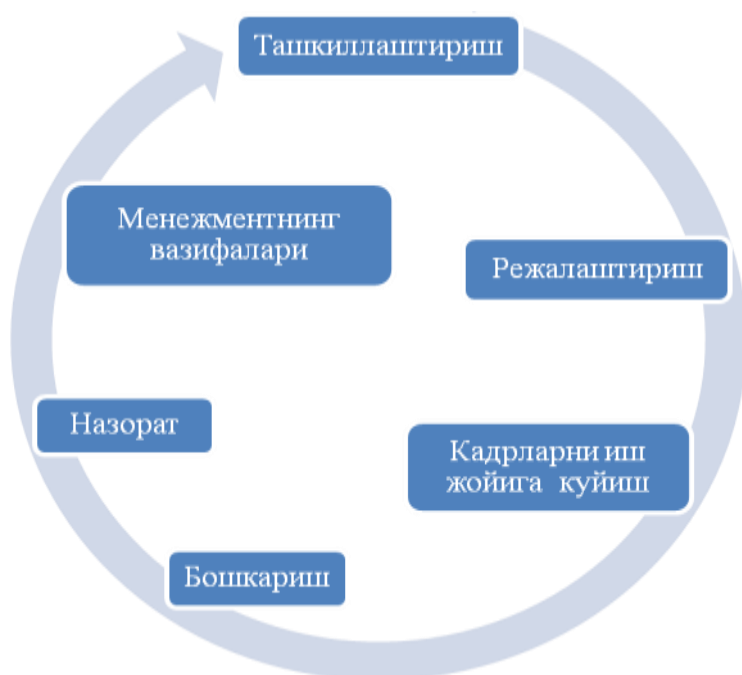 Ташкиллаштириш
Менежментнинг
вазифалари
Режалаштириш
Назорат
Кадрларни иш
жойига куйиш
Бошкариш